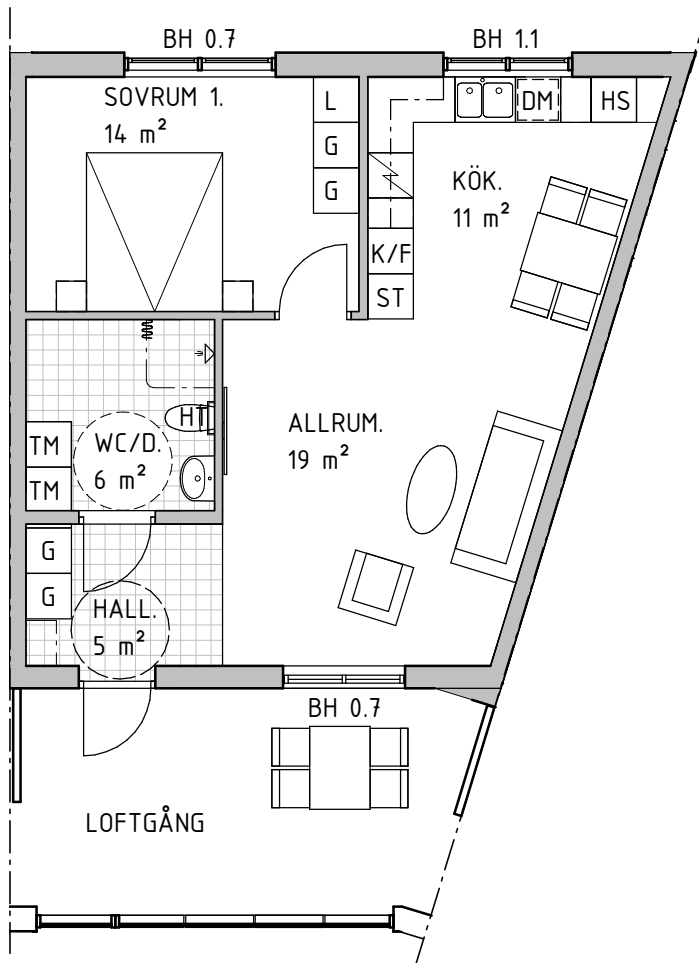 BH 0.7
BH 1.1
SOVRUM 1.
14 m²
L
G
G
DM
HS
KÖK.
11 m²
K/F
ST
HT
TM
TM
WC/D.
6 m²
ALLRUM.
19 m²
G
G
HALL.
5 m²
BH 0.7
LOFTGÅNG